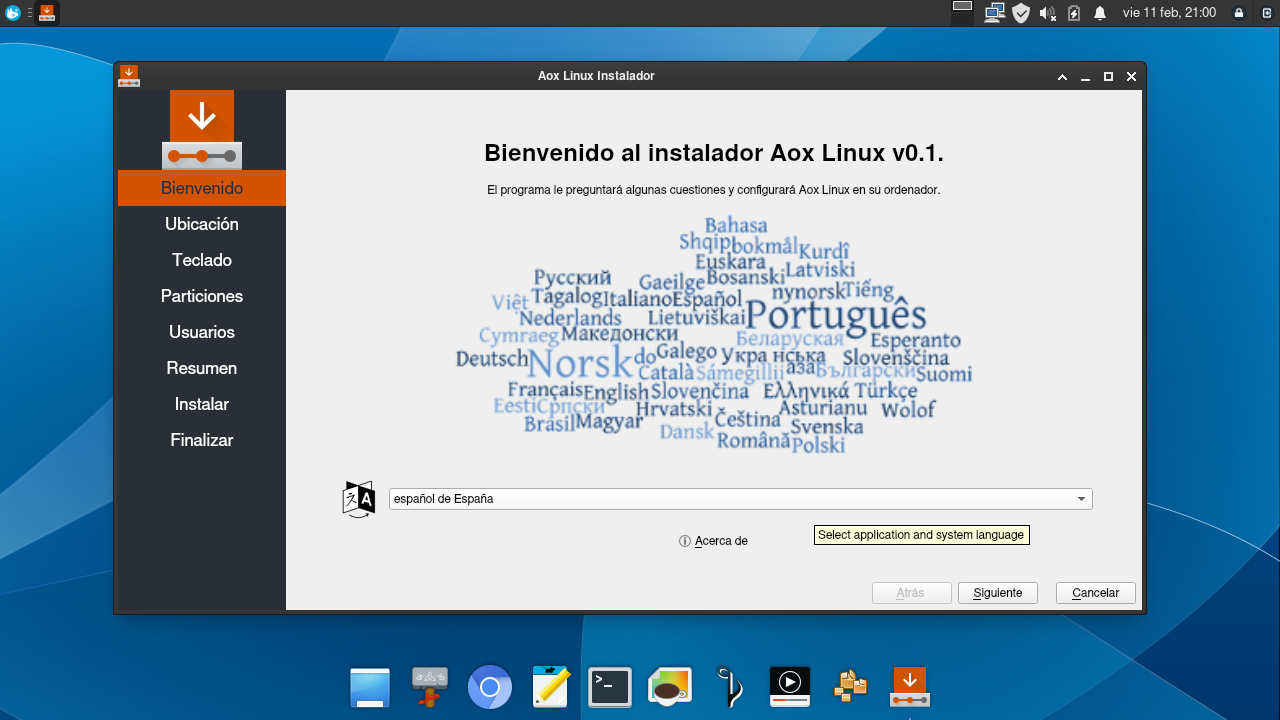 vie 11 feb, 21:00
Aox Linux Instalador
Bienvenido
Ubicación
Teclado
Particiones
Usuarios
Resumen
Instalar
Finalizar
Bienvenido al instalador Aox Linux v0.1.
El programa le preguntará algunas cuestiones y configurará Aox Linux en su ordenador.
Bahasa
Shqip bokmål Kurdî
Euskara Latviski
Русский Gaeilge Bosanski
Việt Tagalog Italiano Español nynorsk Tiếng
Nederlands Lietuviškai Português
Cymraeg Македонски Беларуская Esperanto
Deutsch Norsk do Galego Укра нська Slovenščina
Català Sámegillii аза Български Suomi
Français English Slovenčina Ελληνικά Türkçe
Eesti Српски Hrvatski Asturianu Wolof
Brasil Magyar Čeština Svenska
Dansk Română Polski
español de España
Select application and system language
Acerca de
Atrás Siguiente Cancelar